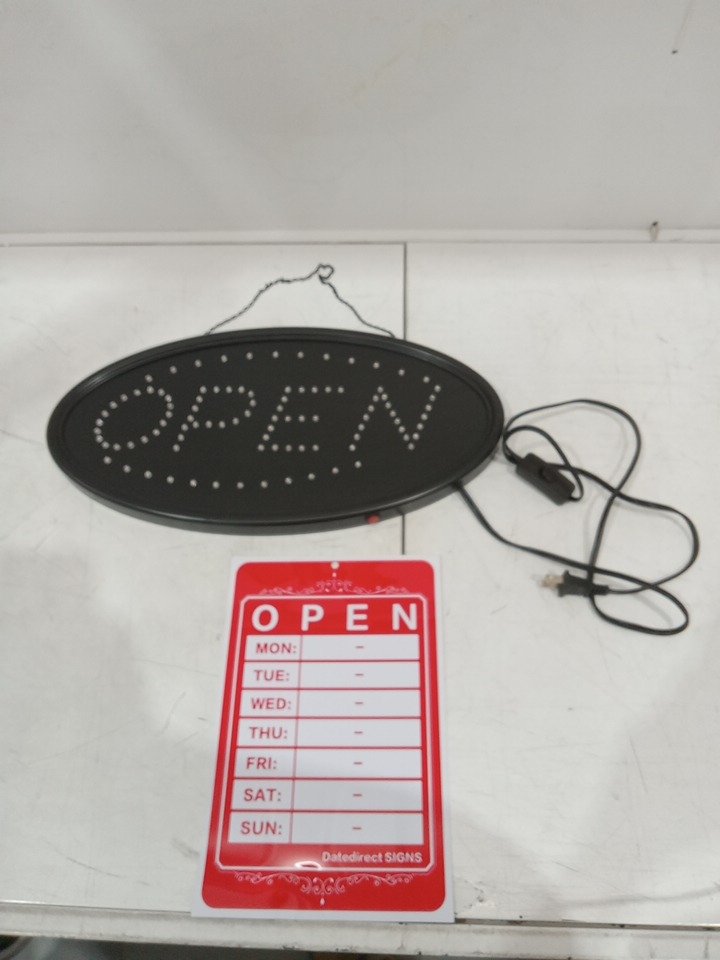 OPEN
OPEN
MON: -
TUE: -
WED: -
THU: -
FRI: -
SAT: -
SUN: -
Datedirect SIGNS